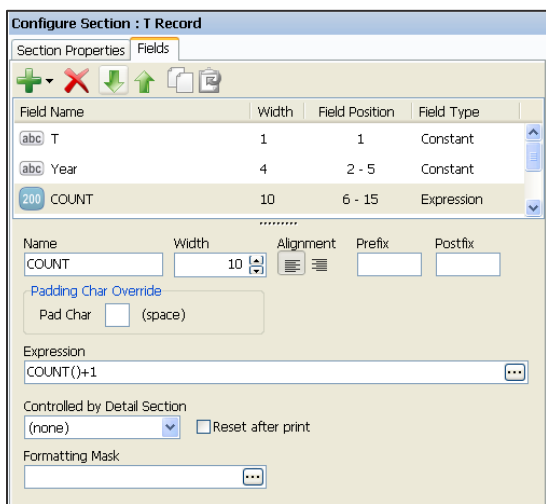 Configure Section : T Record
Section Properties Fields
Field Name Width Field Position Field Type
abc T 1 1 Constant
abc Year 4 2 - 5 Constant
200 COUNT 10 6 - 15 Expression
Name Width Alignment Prefix Postfix
COUNT 10
Padding Char Override
Pad Char (space)
Expression
COUNT()+1
Controlled by Detail Section
(none) Reset after print
Formatting Mask